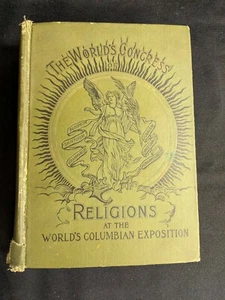 THE WORLD'S CONGRESS
RELIGIONS
AT THE
WORLD'S COLUMBIAN EXPOSITION